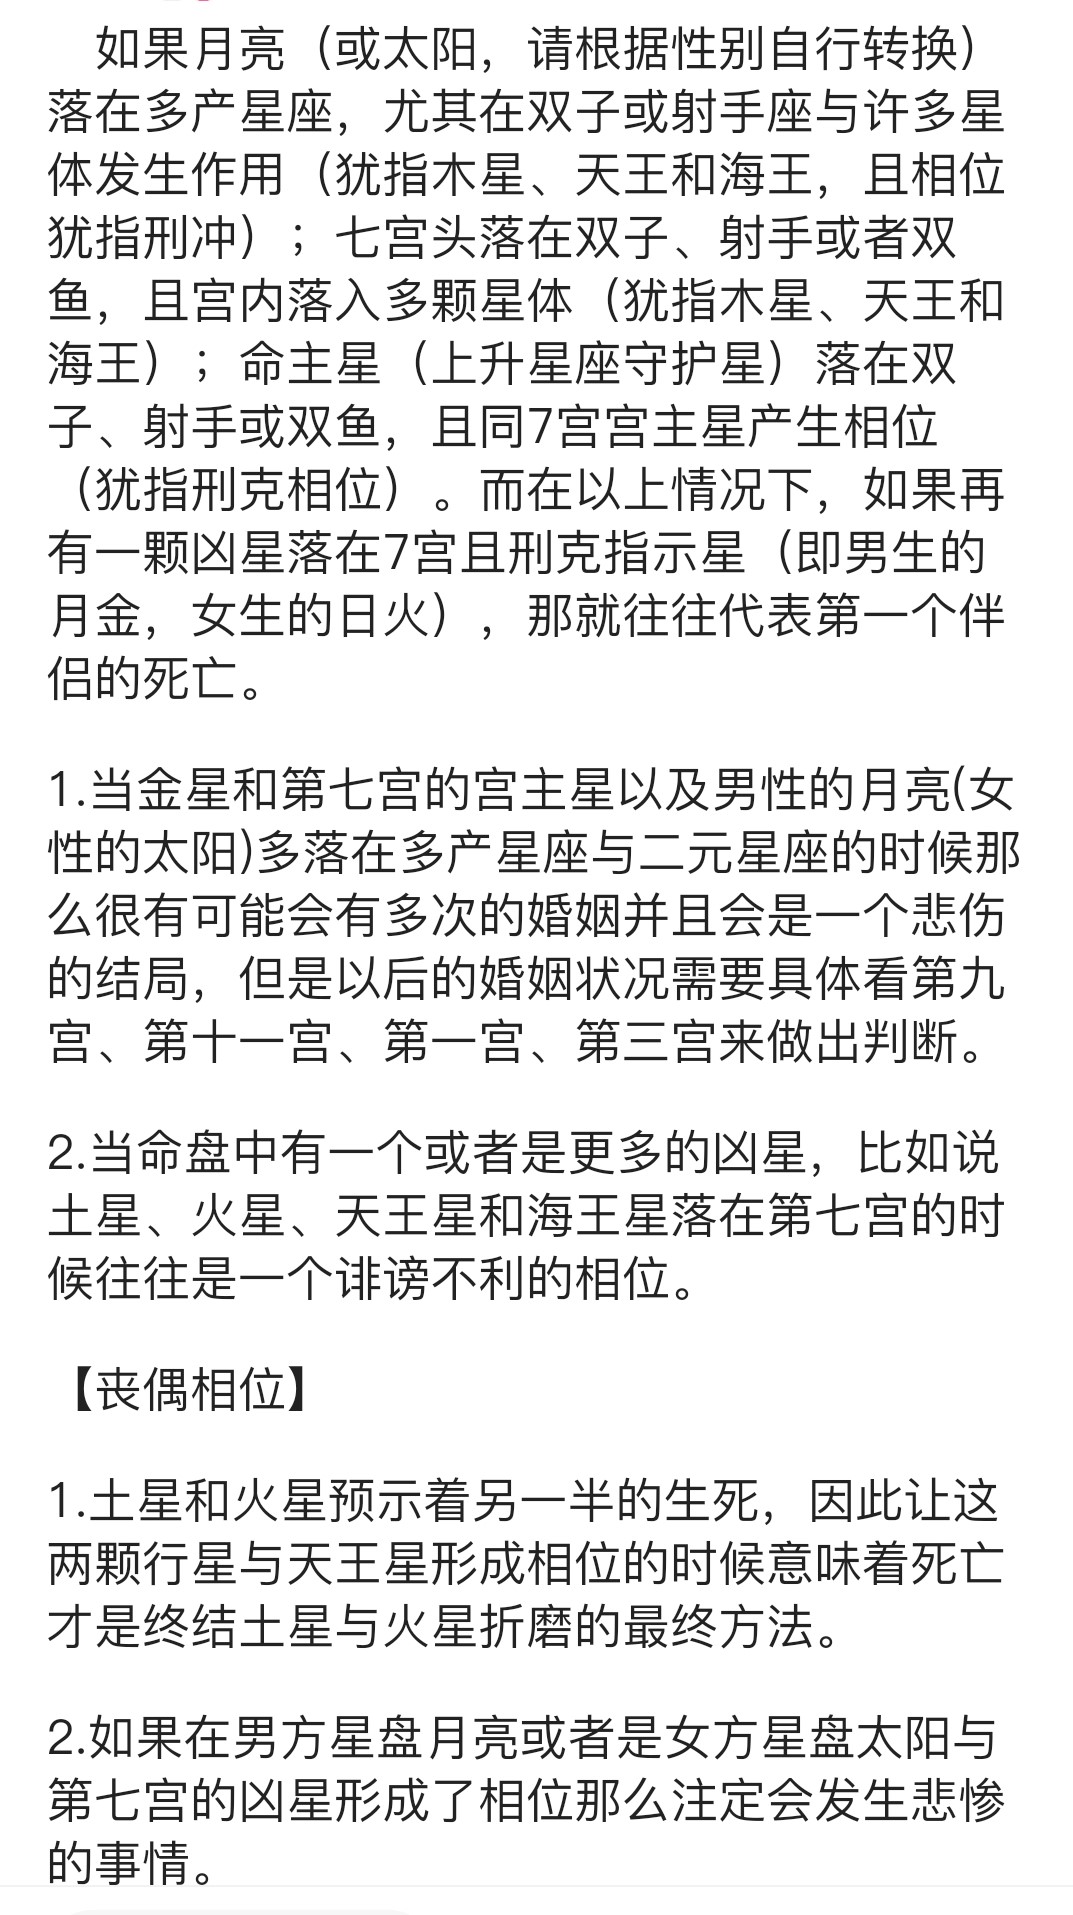 如果月亮（或太阳，请根据性别自行转换）
落在多产星座，尤其在双子或射手座与许多星
体发生作用（犹指木星、天王和海王，且相位
犹指刑冲）；七宫头落在双子、射手或者双
鱼，且宫内落入多颗星体（犹指木星、天王和
海王）；命主星（上升星座守护星）落在双
子、射手或双鱼，且同7宫宫主星产生相位
（犹指刑克相位）。而在以上情况下，如果再
有一颗凶星落在7宫且刑克指示星（即男生的
月金，女生的日火），那就往往代表第一个伴
侣的死亡。
1.当金星和第七宫的宫主星以及男性的月亮(女
性的太阳)多落在多产星座与二元星座的时候那
么很有可能会有多次的婚姻并且会是一个悲伤
的结局，但是以后的婚姻状况需要具体看第九
宫、第十一宫、第一宫、第三宫来做出判断。
2.当命盘中有一个或者是更多的凶星，比如说
土星、火星、天王星和海王星落在第七宫的时
候往往是一个诽谤不利的相位。
【丧偶相位】
1.土星和火星预示着另一半的生死，因此让这
两颗行星与天王星形成相位的时候意味着死亡
才是终结土星与火星折磨的最终方法。
2.如果在男方星盘月亮或者是女方星盘太阳与
第七宫的凶星形成了相位那么注定会发生悲惨
的事情。